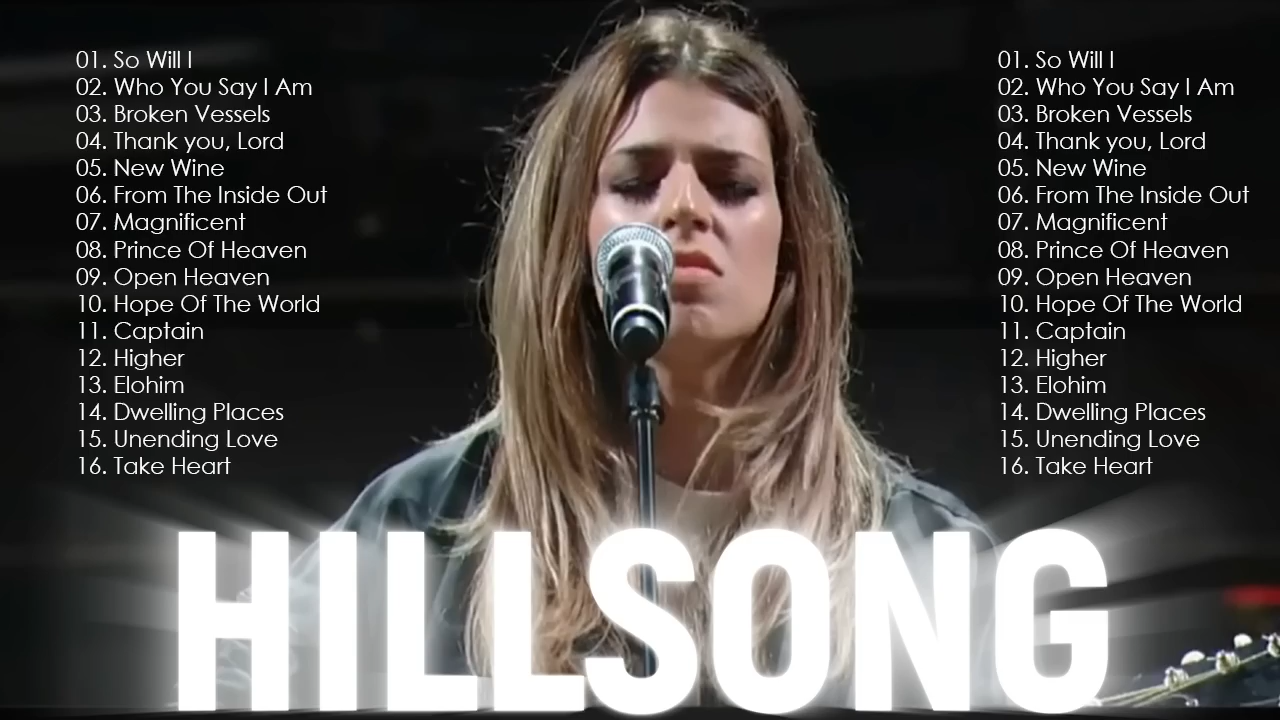 01. So Will I
02. Who You Say I Am
03. Broken Vessels
04. Thank you, Lord
05. New Wine
06. From The Inside Out
07. Magnificent
08. Prince Of Heaven
09. Open Heaven
10. Hope Of The World
11. Captain
12. Higher
13. Elohim
14. Dwelling Places
15. Unending Love
16. Take Heart
01. So Will I
02. Who You Say I Am
03. Broken Vessels
04. Thank you, Lord
05. New Wine
06. From The Inside Out
07. Magnificent
08. Prince Of Heaven
09. Open Heaven
10. Hope Of The World
11. Captain
12. Higher
13. Elohim
14. Dwelling Places
15. Unending Love
16. Take Heart
HILLSONG